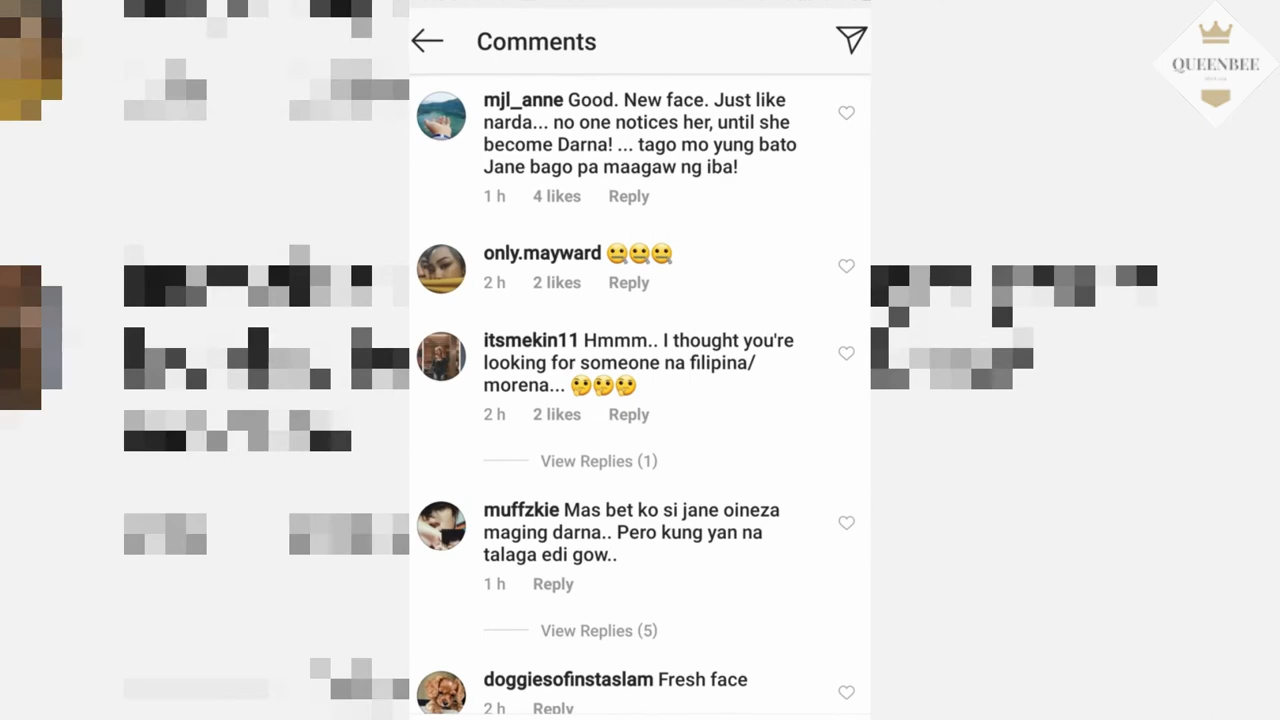 Comments
QUEENBEE
mjl_anne Good. New face. Just like
narda... no one notices her, until she
become Darna! ... tago mo yung bato
Jane bago pa maagaw ng iba!
1 h 4 likes Reply
only.mayward 🤐🤐🤐
2 h 2 likes Reply
itsmekin11 Hmmm.. I thought you're
looking for someone na filipina/
morena... 🤔🤔🤔
2 h 2 likes Reply
View Replies (1)
muffzkie Mas bet ko si jane oineza
maging darna.. Pero kung yan na
talaga edi gow..
1 h Reply
View Replies (5)
doggiesofinstaslam Fresh face
2 h Reply